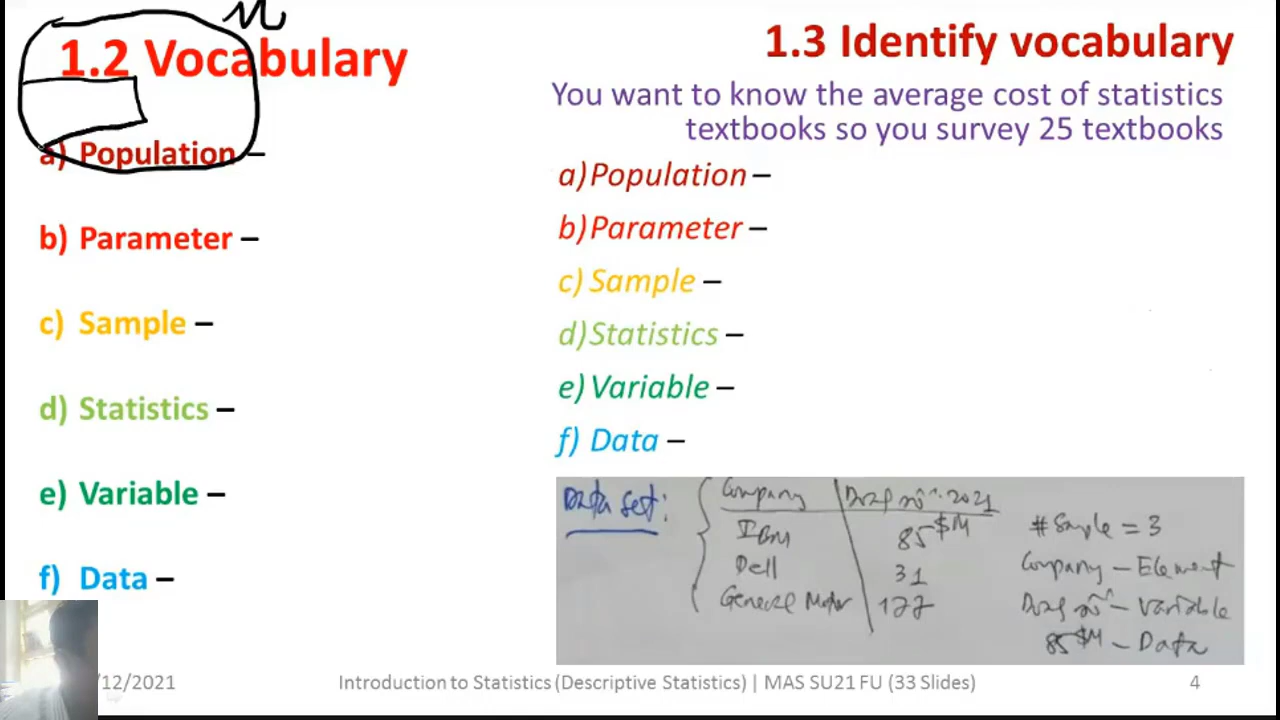 1.2 Vocabulary
a) Population –
b) Parameter –
c) Sample –
d) Statistics –
e) Variable –
f) Data –
1.3 Identify vocabulary
You want to know the average cost of statistics
textbooks so you survey 25 textbooks
a) Population –
b) Parameter –
c) Sample –
d) Statistics –
e) Variable –
f) Data –
Data set:
Company 2021
IBM 85 $M
Dell 31
General Motor 177
# Sample = 3
Company – Element
– Variable
85 $M – Data
/12/2021
Introduction to Statistics (Descriptive Statistics) | MAS SU21 FU (33 Slides)
4